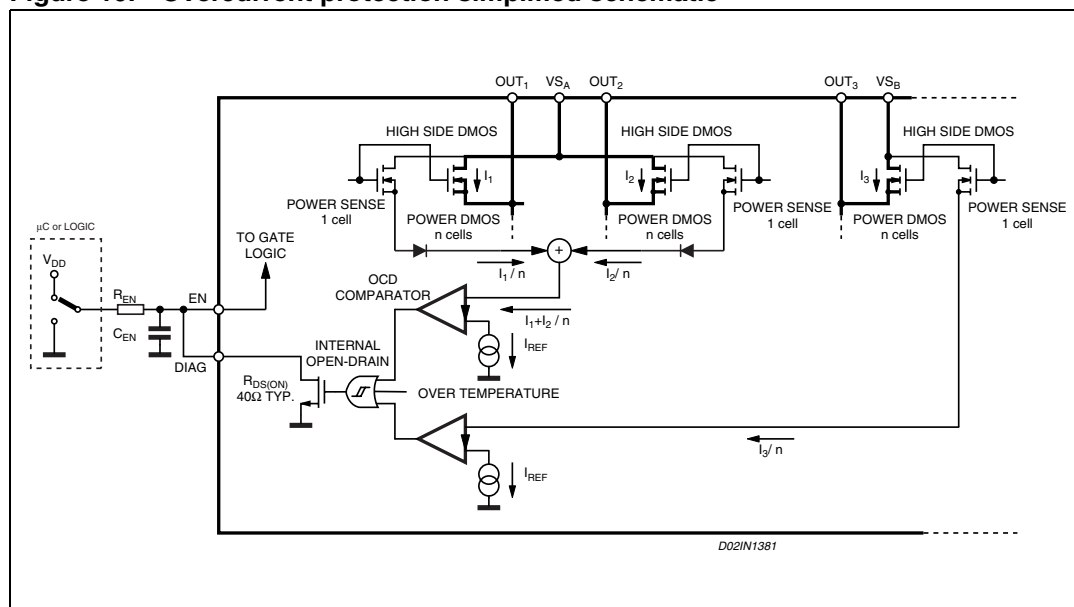 Figure 10. Overcurrent protection simplified schematic
OUT1 VSA OUT2 OUT3 VSB
HIGH SIDE DMOS HIGH SIDE DMOS HIGH SIDE DMOS
I1 I2 I3
POWER SENSE
1 cell
POWER DMOS
n cells
POWER DMOS
n cells
POWER SENSE
1 cell
POWER DMOS
n cells
POWER SENSE
1 cell
μC or LOGIC
VDD
TO GATE
LOGIC
REN
CEN
EN
DIAG
+
I1/ n
I2/ n
OCD
COMPARATOR
I1+I2 / n
IREF
INTERNAL
OPEN-DRAIN
RDS(ON)
40Ω TYP.
OVER TEMPERATURE
I3/ n
IREF
D02IN1381